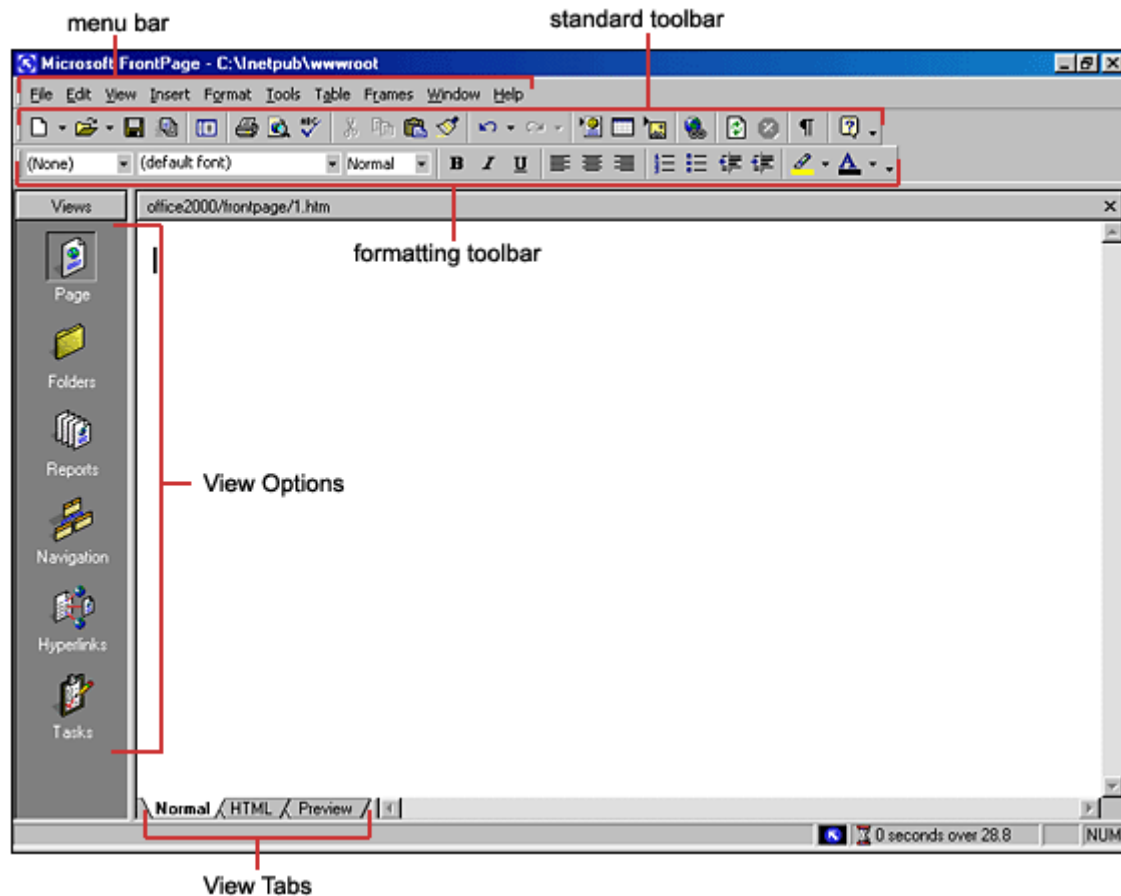 menu bar
standard toolbar
Microsoft FrontPage - C:\Inetpub\wwwroot
File Edit View Insert Format Tools Table Frames Window Help
(None) (default font) Normal B I U A
Views office2000/frontpage/1.htm
formatting toolbar
Page
Folders
Reports
View Options
Navigation
Hyperlinks
Tasks
Normal HTML Preview
0 seconds over 28.8 NUM
View Tabs